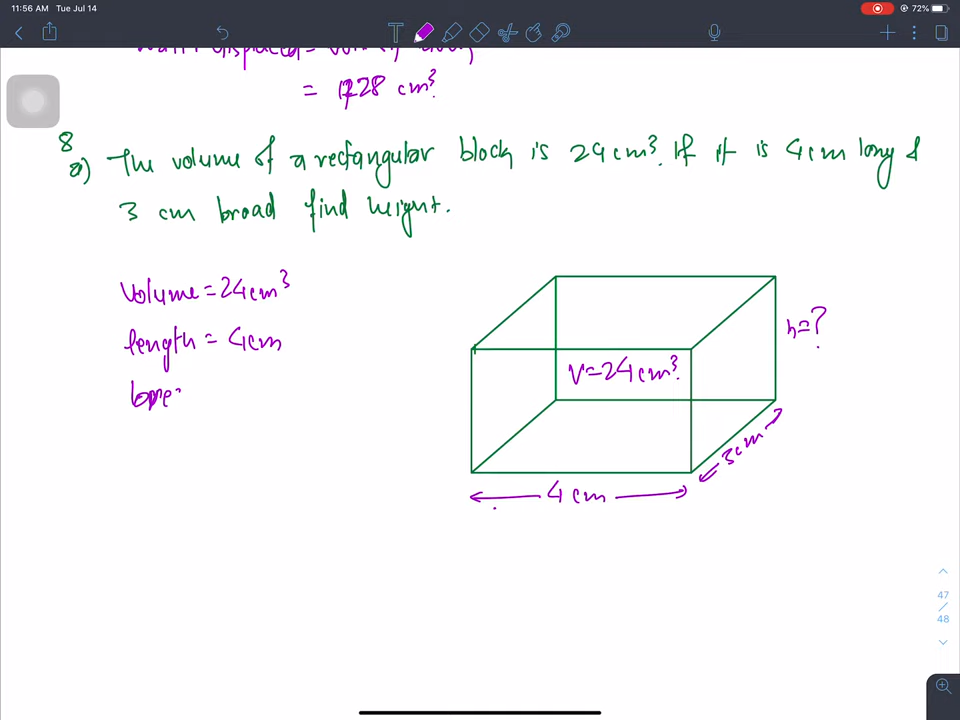 11:56 AM Tue Jul 14
72%
T
= 1728 cm³
8
a) The volume of a rectangular block is 24 cm³. If it is 4 cm long &
3 cm broad find height.
Volume = 24 cm³
length = 4 cm
bre
h = ?
V = 24 cm³
3 cm
4 cm
47
48